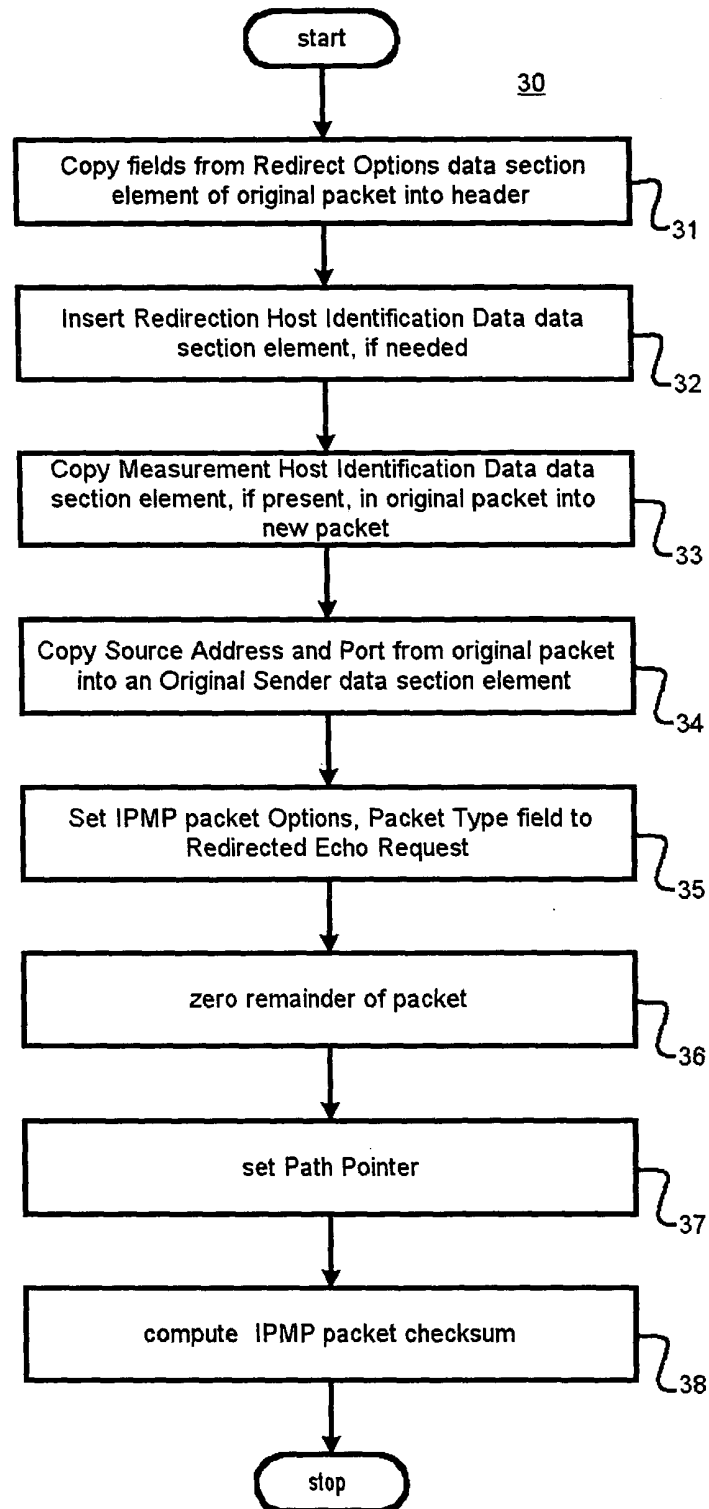 start
30
Copy fields from Redirect Options data section
element of original packet into header
31
Insert Redirection Host Identification Data data
section element, if needed
32
Copy Measurement Host Identification Data data
section element, if present, in original packet into
new packet
33
Copy Source Address and Port from original packet
into an Original Sender data section element
34
Set IPMP packet Options, Packet Type field to
Redirected Echo Request
35
zero remainder of packet
36
set Path Pointer
37
compute IPMP packet checksum
38
stop